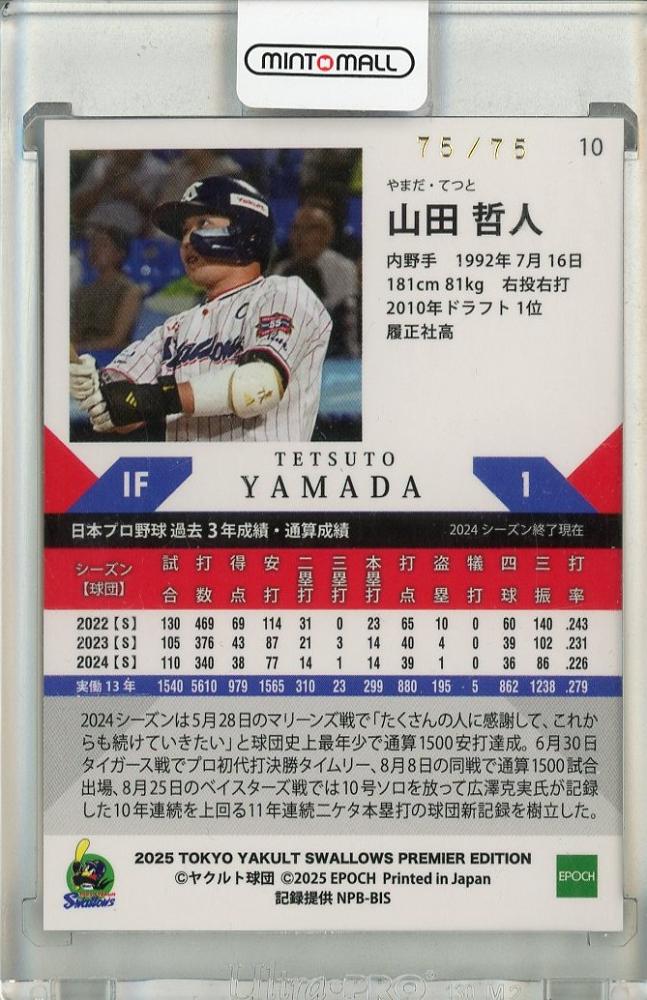 MINT MALL
75/75
10
やまだ・てつと
山田 哲人
内野手 1992年 7月 16日
181cm 81kg 右投右打
2010年ドラフト 1位
履正社高
C
Swallows
TETSUTO
YAMADA
IF
1
日本プロ野球 過去 3年成績・通算成績
2024 シーズン終了現在
シーズン【球団】 試合 打数 得点 安打 二塁打 三塁打 本塁打 打点 盗塁 犠打 四球 三振 打率
2022【S】 130 469 69 114 31 0 23 65 10 0 60 140 .243
2023【S】 105 376 43 87 21 3 14 40 4 0 39 102 .231
2024【S】 110 340 38 77 14 1 14 39 1 0 36 86 .226
実働 13 年 1540 5610 979 1565 310 23 299 880 195 5 862 1238 .279
2024シーズンは5月28日のマリーンズ戦で「たくさんの人に感謝して、これか
らも続けていきたい」と球団史上最年少で通算1500安打達成。6月30日
タイガース戦でプロ初代打決勝タイムリー、8月8日の同戦で通算1500試合
出場、8月25日のベイスターズ戦では10号ソロを放って広澤克実氏が記録
した10年連続を上回る11年連続二ケタ本塁打の球団新記録を樹立した。
2025 TOKYO YAKULT SWALLOWS PREMIER EDITION
©ヤクルト球団 ©2025 EPOCH Printed in Japan
記録提供 NPB-BIS
Swallows
EPOCH
Ultra·PRO